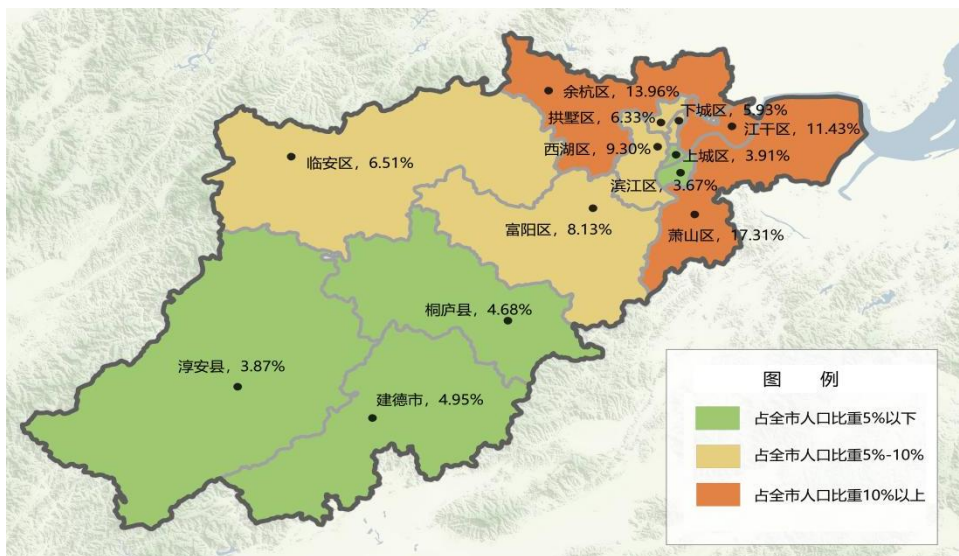 余杭区，13.96%
拱墅区，6.33%
下城区，5.93%
江干区，11.43%
西湖区，9.30%
上城区，3.91%
临安区，6.51%
滨江区，3.67%
富阳区，8.13%
萧山区，17.31%
桐庐县，4.68%
淳安县，3.87%
建德市，4.95%
图 例
占全市人口比重5%以下
占全市人口比重5%-10%
占全市人口比重10%以上